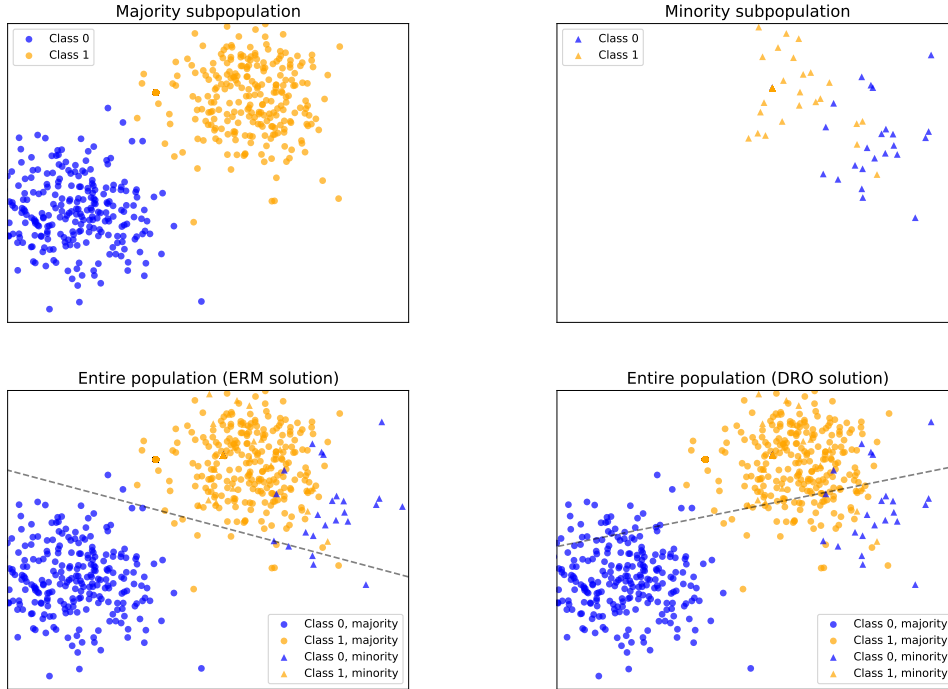 Majority subpopulation
Class 0
Class 1
Minority subpopulation
Class 0
Class 1
Entire population (ERM solution)
Class 0, majority
Class 1, majority
Class 0, minority
Class 1, minority
Entire population (DRO solution)
Class 0, majority
Class 1, majority
Class 0, minority
Class 1, minority